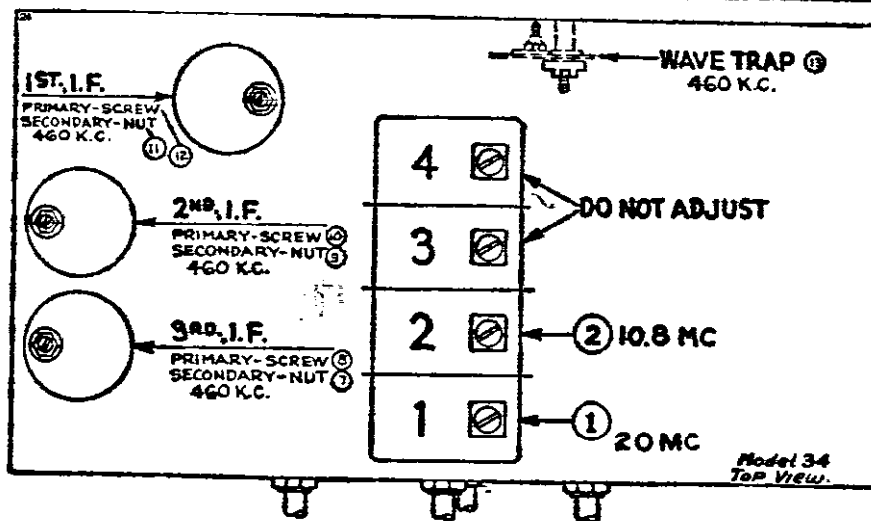 1ST. I.F.
PRIMARY-SCREW
SECONDARY-NUT
460 K.C.
11 12
WAVE TRAP 13
460 K.C.
2ND. I.F.
PRIMARY-SCREW 10
SECONDARY-NUT 9
460 K.C.
3RD. I.F.
PRIMARY-SCREW 8
SECONDARY-NUT 7
460 K.C.
4
3
2
1
DO NOT ADJUST
2 10.8 MC
1 20 MC
Model 34
Top View.